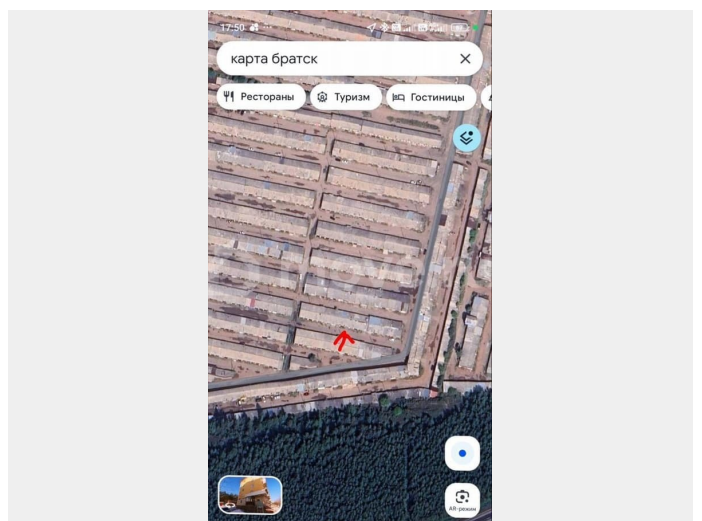 17:50
карта братск
Рестораны
Туризм
Гостиницы
AR-режим